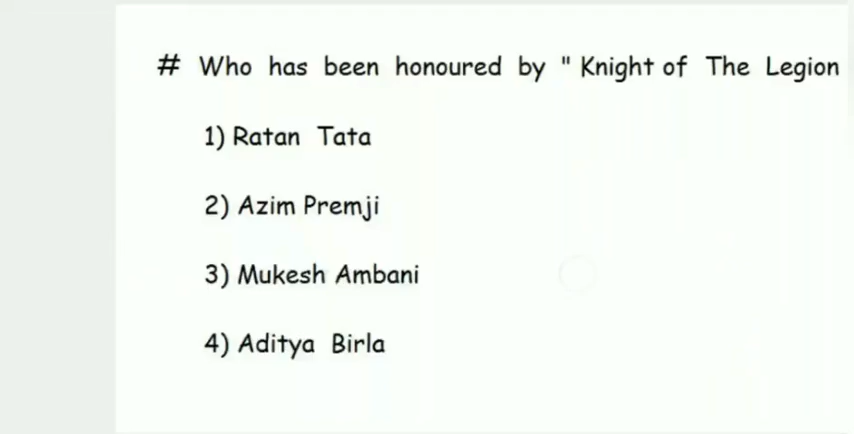 # Who has been honoured by " Knight of The Legion
1) Ratan Tata
2) Azim Premji
3) Mukesh Ambani
4) Aditya Birla